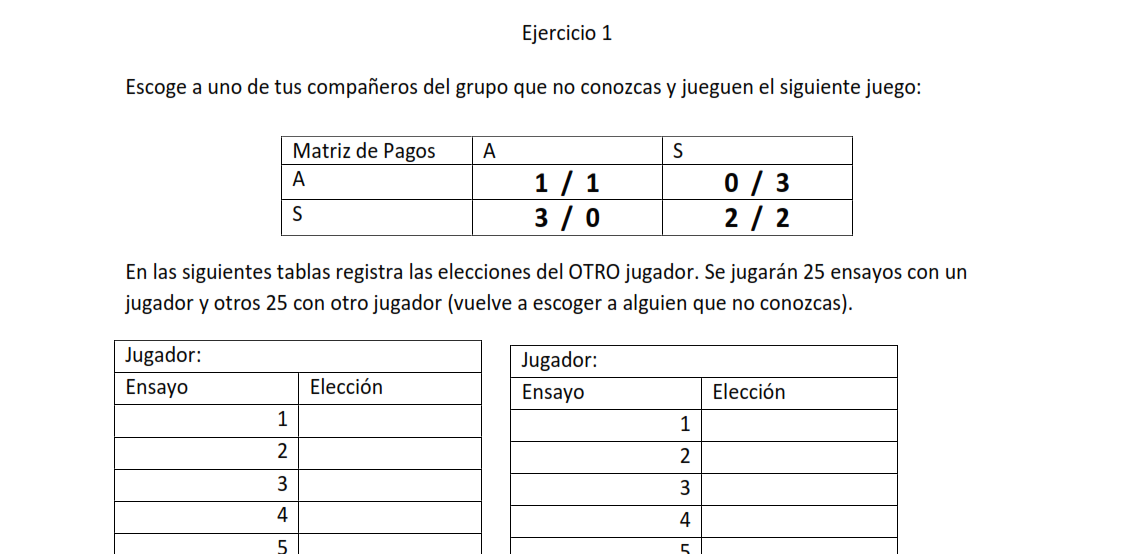 Ejercicio 1
Escoge a uno de tus compañeros del grupo que no conozcas y jueguen el siguiente juego:
Matriz de Pagos A S
A 1 / 1 0 / 3
S 3 / 0 2 / 2
En las siguientes tablas registra las elecciones del OTRO jugador. Se jugarán 25 ensayos con un
jugador y otros 25 con otro jugador (vuelve a escoger a alguien que no conozcas).
Jugador:
Ensayo Elección
1
2
3
4
5
Jugador:
Ensayo Elección
1
2
3
4
5